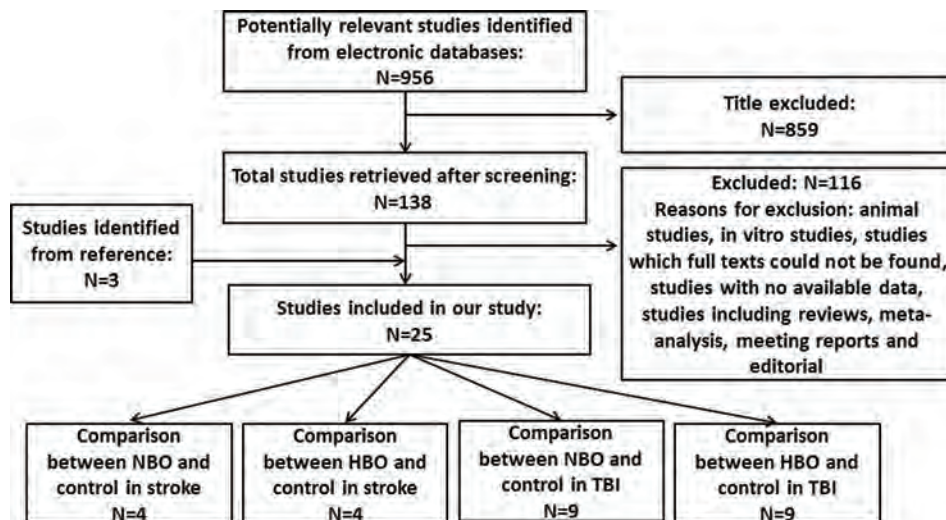 Potentially relevant studies identified
from electronic databases:
N=956
Title excluded:
N=859
Total studies retrieved after screening:
N=138
Excluded: N=116
Reasons for exclusion: animal
studies, in vitro studies, studies
which full texts could not be found,
studies with no available data,
studies including reviews, meta-
analysis, meeting reports and
editorial
Studies identified
from reference:
N=3
Studies included in our study:
N=25
Comparison
between NBO and
control in stroke
N=4
Comparison
between HBO and
control in stroke
N=4
Comparison
between NBO and
control in TBI
N=9
Comparison
between HBO and
control in TBI
N=9